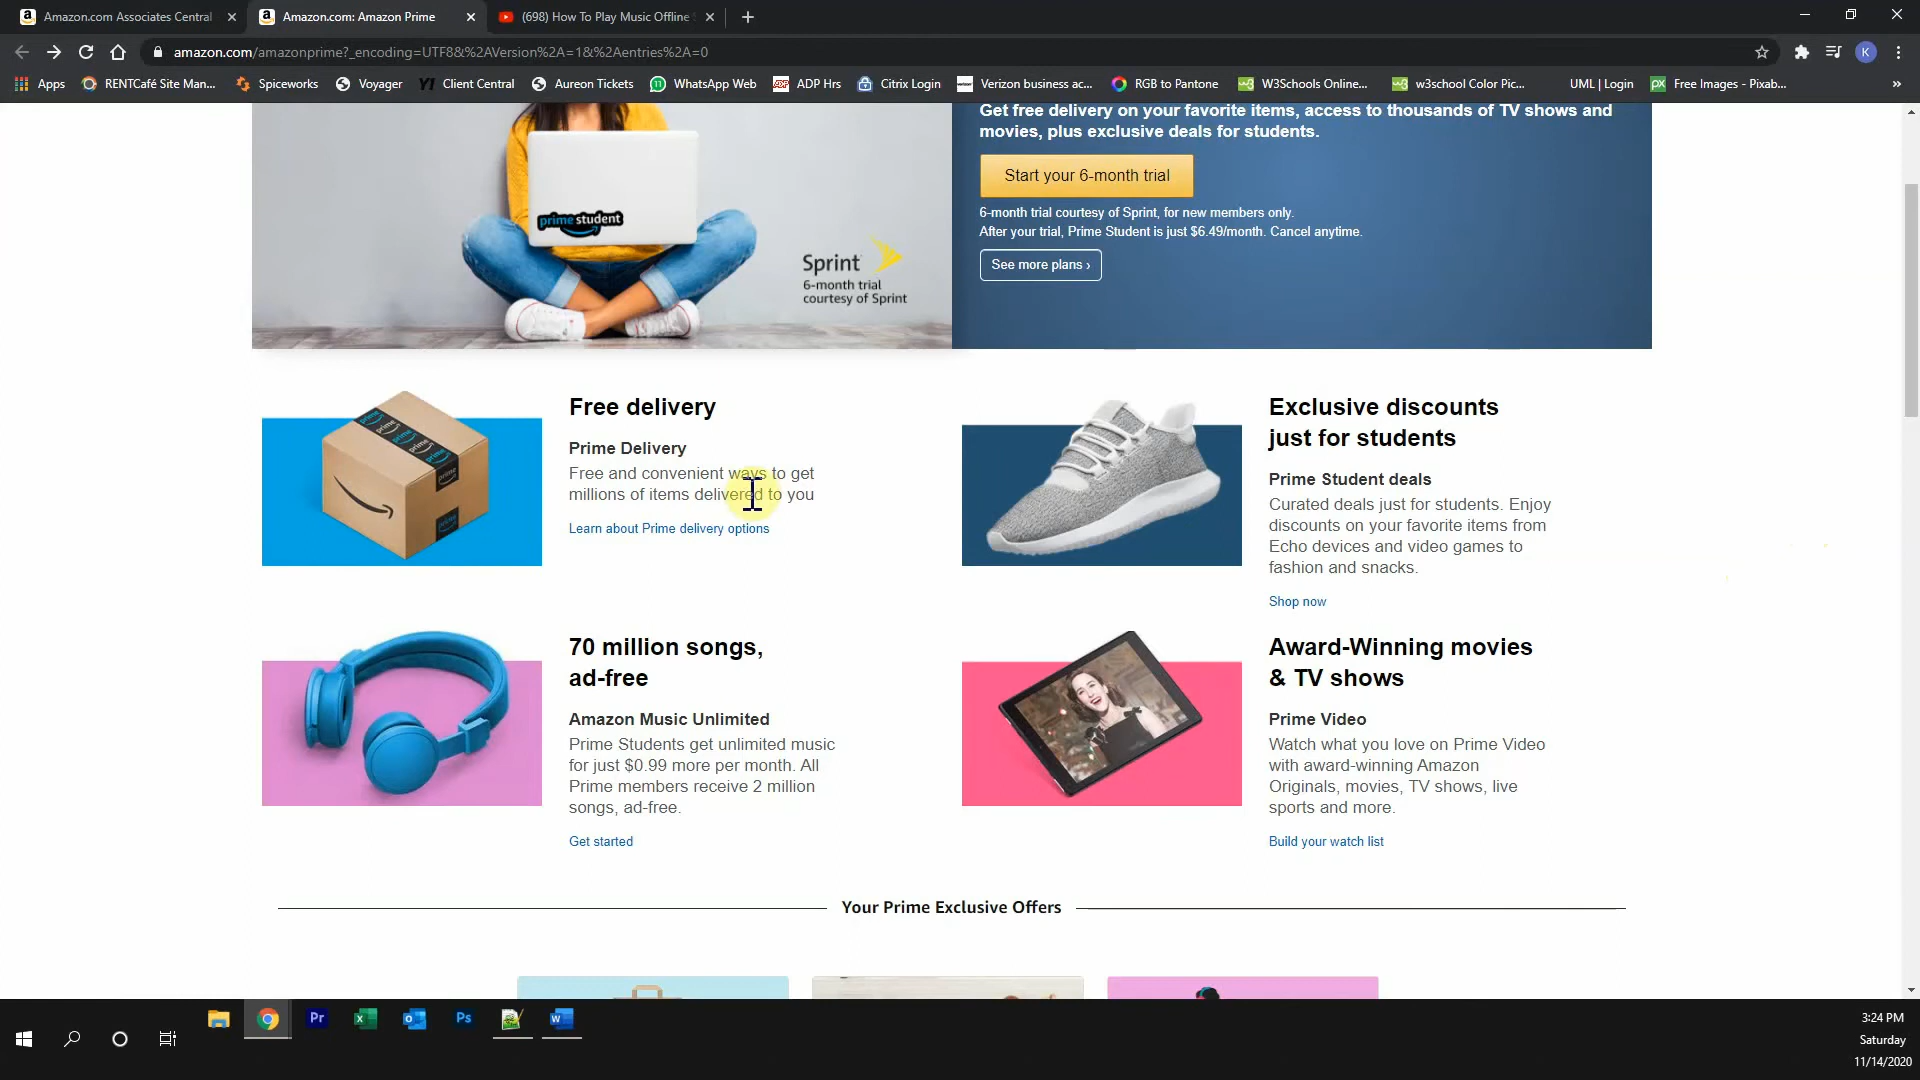 Amazon.com Associates Central
Amazon.com: Amazon Prime
(698) How To Play Music Offline
amazon.com/amazonprime?_encoding=UTF8&%2AVersion%2A=1&%2Aentries%2A=0
K
Apps
RENTCafé Site Man...
Spiceworks
Voyager
Client Central
Aureon Tickets
WhatsApp Web
ADP Hrs
Citrix Login
Verizon business ac...
RGB to Pantone
W3Schools Online...
w3school Color Pic...
UML | Login
Free Images - Pixab...
»
Get free delivery on your favorite items, access to thousands of TV shows and
movies, plus exclusive deals for students.
Start your 6-month trial
6-month trial courtesy of Sprint, for new members only.
After your trial, Prime Student is just $6.49/month. Cancel anytime.
See more plans ›
prime student
Sprint
6-month trial
courtesy of Sprint
Free delivery
Prime Delivery
Free and convenient ways to get
millions of items delivered to you
Learn about Prime delivery options
Exclusive discounts
just for students
Prime Student deals
Curated deals just for students. Enjoy
discounts on your favorite items from
Echo devices and video games to
fashion and snacks.
Shop now
70 million songs,
ad-free
Amazon Music Unlimited
Prime Students get unlimited music
for just $0.99 more per month. All
Prime members receive 2 million
songs, ad-free.
Get started
Award-Winning movies
& TV shows
Prime Video
Watch what you love on Prime Video
with award-winning Amazon
Originals, movies, TV shows, live
sports and more.
Build your watch list
Your Prime Exclusive Offers
Pr
Ps
3:24 PM
Saturday
11/14/2020